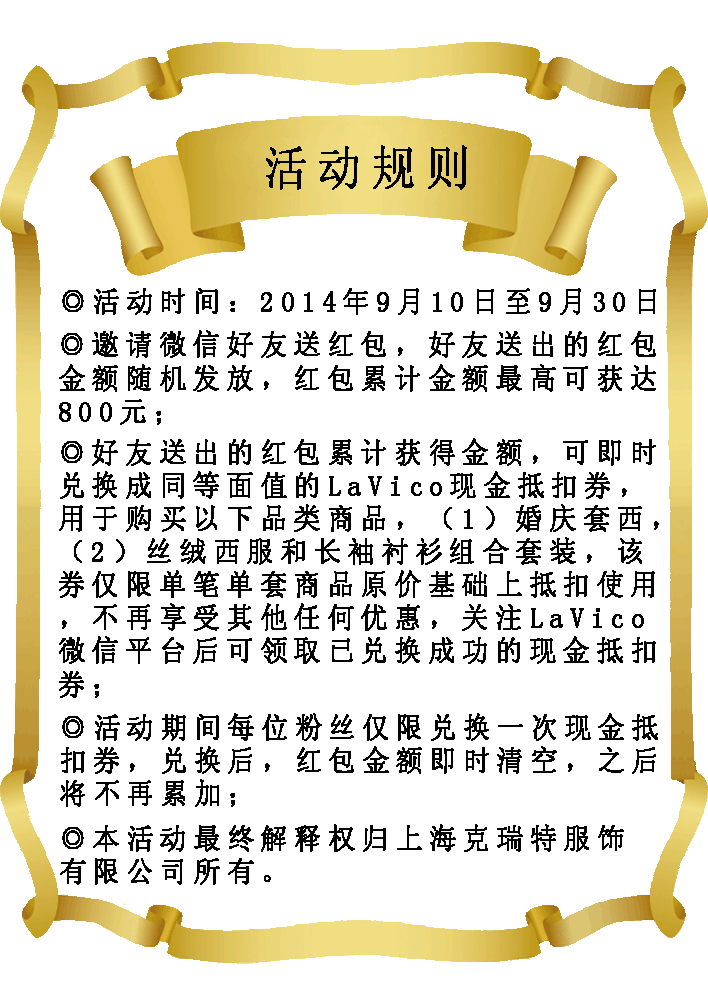 活动规则
◎活动时间：2014年9月10日至9月30日
◎邀请微信好友送红包，好友送出的红包
金额随机发放，红包累计金额最高可获达
800元；
◎好友送出的红包累计获得金额，可即时
兑换成同等面值的LaVico现金抵扣券，
用于购买以下品类商品，（1）婚庆套西，
（2）丝绒西服和长袖衬衫组合套装，该
券仅限单笔单套商品原价基础上抵扣使用
，不再享受其他任何优惠，关注LaVico
微信平台后可领取已兑换成功的现金抵扣
券；
◎活动期间每位粉丝仅限兑换一次现金抵
扣券，兑换后，红包金额即时清空，之后
将不再累加；
◎本活动最终解释权归上海克瑞特服饰
有限公司所有。